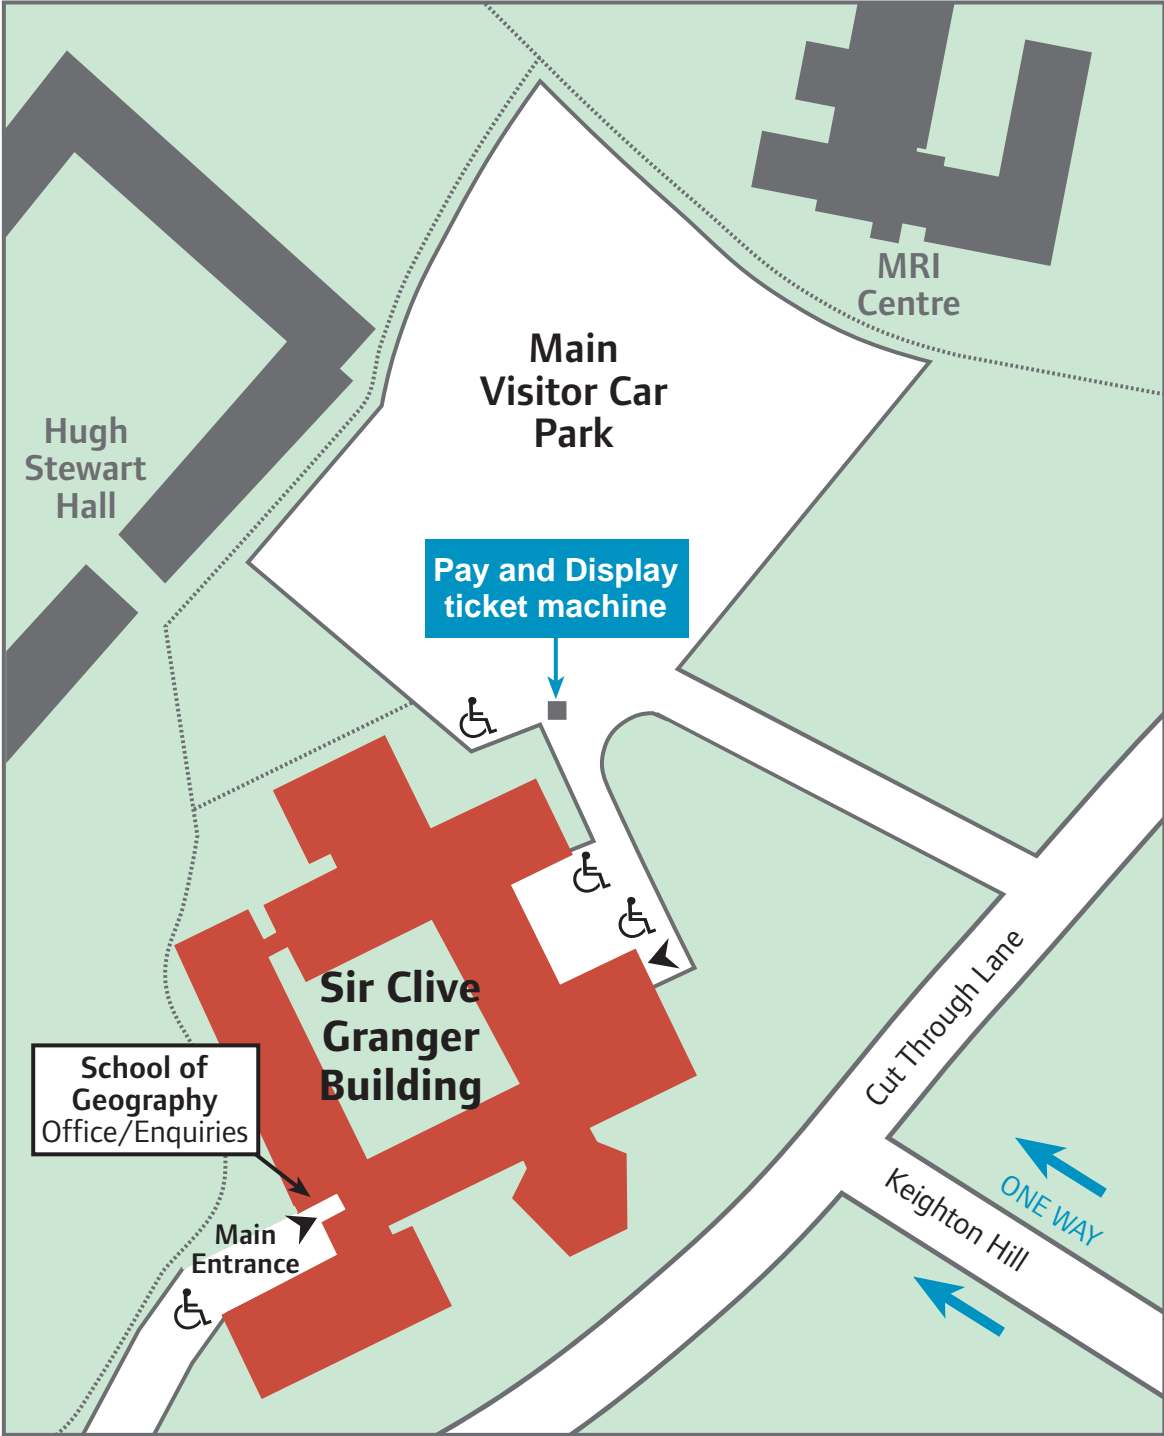 MRI
Centre
Main
Visitor Car
Park
Hugh
Stewart
Hall
Pay and Display
ticket machine
Sir Clive
Granger
Building
Cut Through Lane
School of
Geography
Office/Enquiries
Keighton Hill
ONE WAY
Main
Entrance